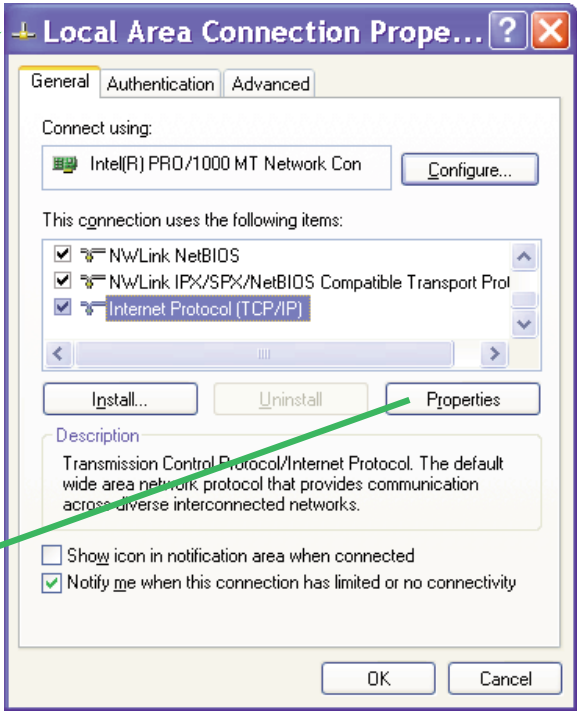 Local Area Connection Prope...
General Authentication Advanced
Connect using:
Intel(R) PRO/1000 MT Network Con
Configure...
This connection uses the following items:
NWLink NetBIOS
NWLink IPX/SPX/NetBIOS Compatible Transport Prot
Internet Protocol (TCP/IP)
Install... Uninstall Properties
Description
Transmission Control Protocol/Internet Protocol. The default
wide area network protocol that provides communication
across diverse interconnected networks.
Show icon in notification area when connected
Notify me when this connection has limited or no connectivity
OK Cancel